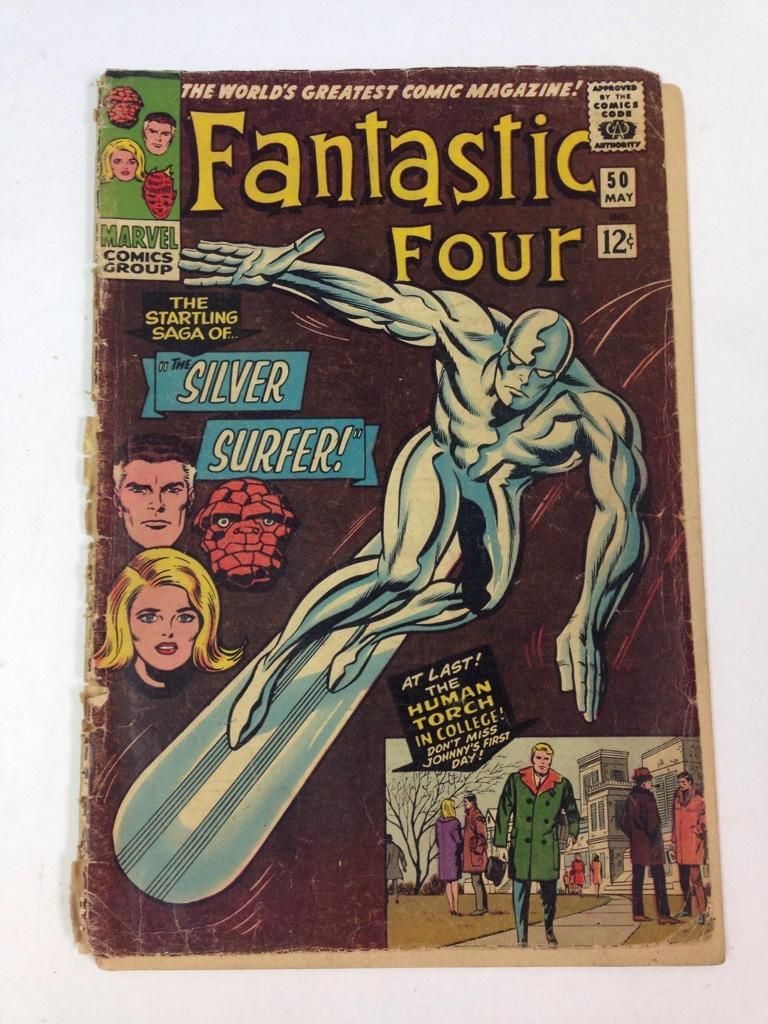 THE WORLD'S GREATEST COMIC MAGAZINE!
APPROVED
BY THE
COMICS
CODE
CA
AUTHORITY
Fantastic
Four
50
MAY
IND.
12¢
MARVEL
COMICS
GROUP
THE
STARTLING
SAGA OF...
"THE SILVER
SURFER!"
AT LAST!
THE
HUMAN
TORCH
IN COLLEGE!
DON'T MISS
JOHNNY'S FIRST
DAY!